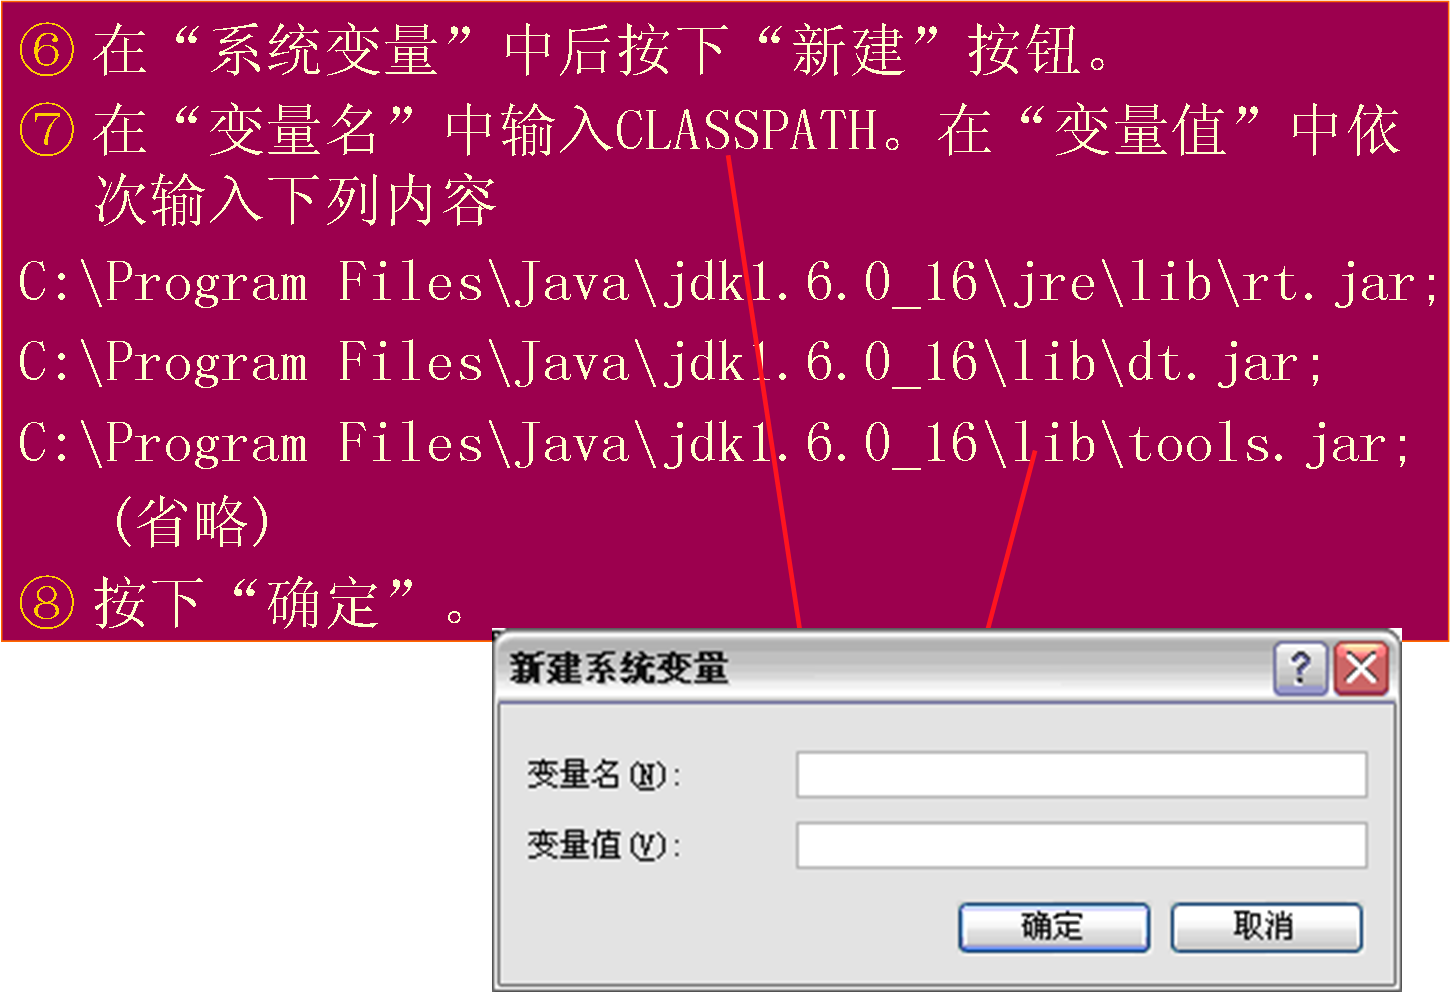 ⑥ 在“系统变量”中后按下“新建”按钮。
⑦ 在“变量名”中输入CLASSPATH。在“变量值”中依
次输入下列内容
C:\Program Files\Java\jdk1.6.0_16\jre\lib\rt.jar;
C:\Program Files\Java\jdk1.6.0_16\lib\dt.jar;
C:\Program Files\Java\jdk1.6.0_16\lib\tools.jar;
(省略)
⑧ 按下“确定”。
新建系统变量
变量名(N):
变量值(V):
确定 取消